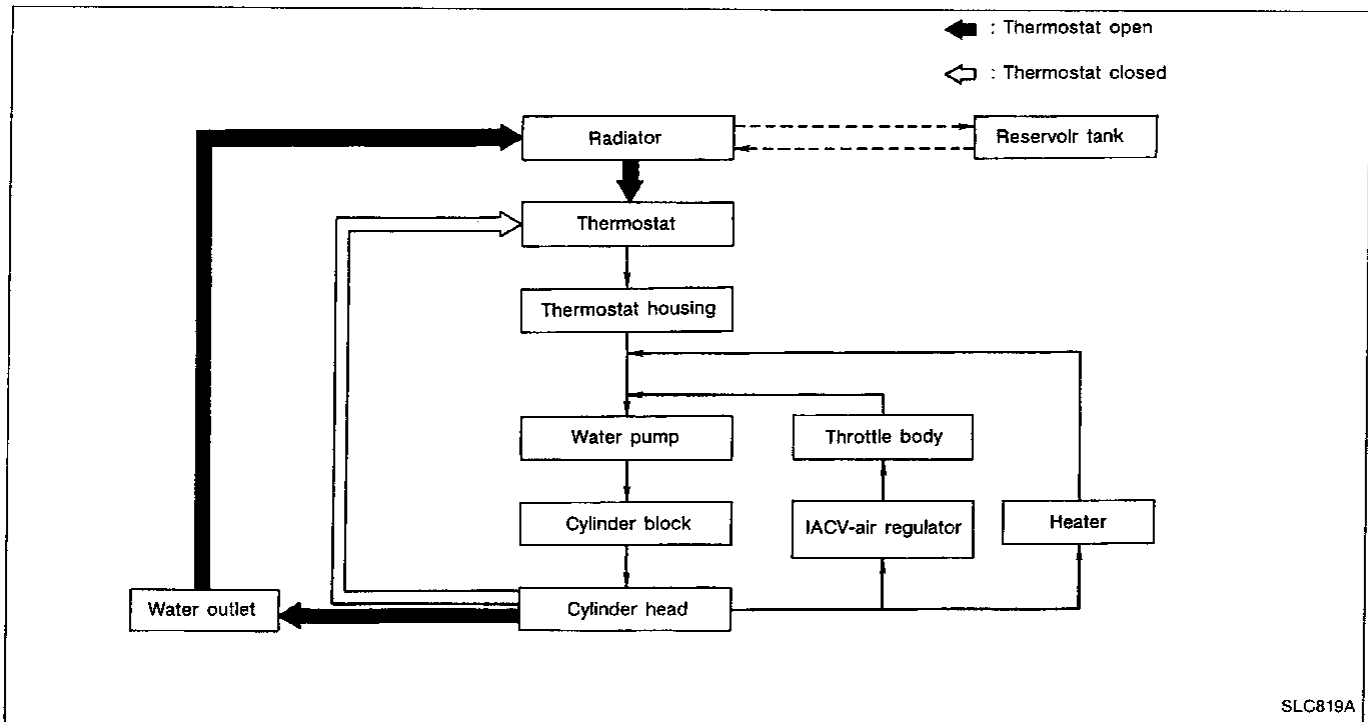 : Thermostat open
: Thermostat closed
Radiator
Reservoir tank
Thermostat
Thermostat housing
Water pump
Throttle body
Cylinder block
IACV-air regulator
Heater
Water outlet
Cylinder head
SLC819A